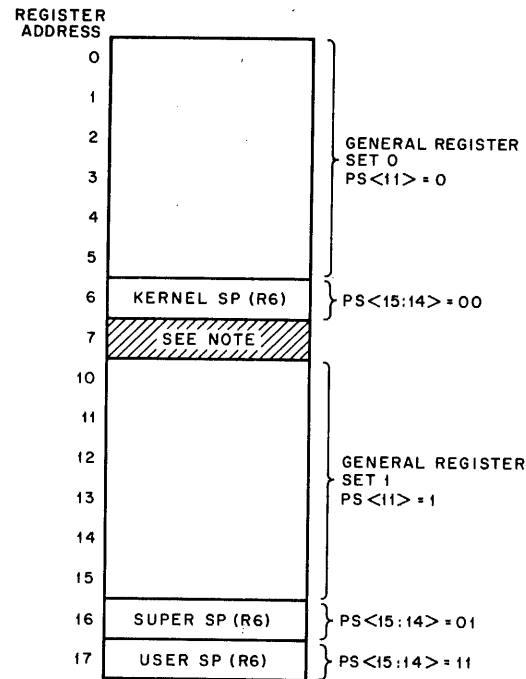 REGISTER
ADDRESS
0
1
2
3
4
5
GENERAL REGISTER
SET 0
PS<11> = 0
6 KERNEL SP (R6) PS<15:14> = 00
7 SEE NOTE
10
11
12
13
14
15
GENERAL REGISTER
SET 1
PS<11> = 1
16 SUPER SP (R6) PS<15:14> = 01
17 USER SP (R6) PS<15:14> = 11